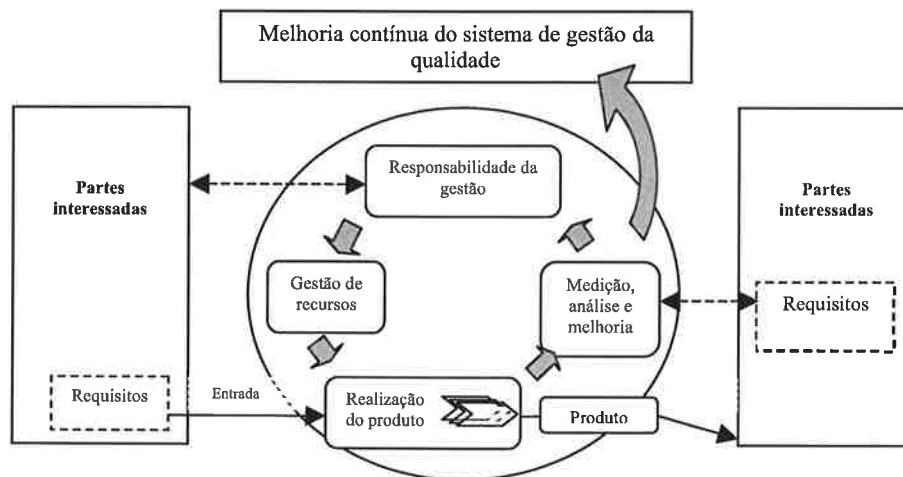 Melhoria contínua do sistema de gestão da
qualidade
Partes
interessadas
Responsabilidade da
gestão
Partes
interessadas
Gestão de
recursos
Medição,
análise e
melhoria
Requisitos
Requisitos
Entrada
Realização
do produto
Produto